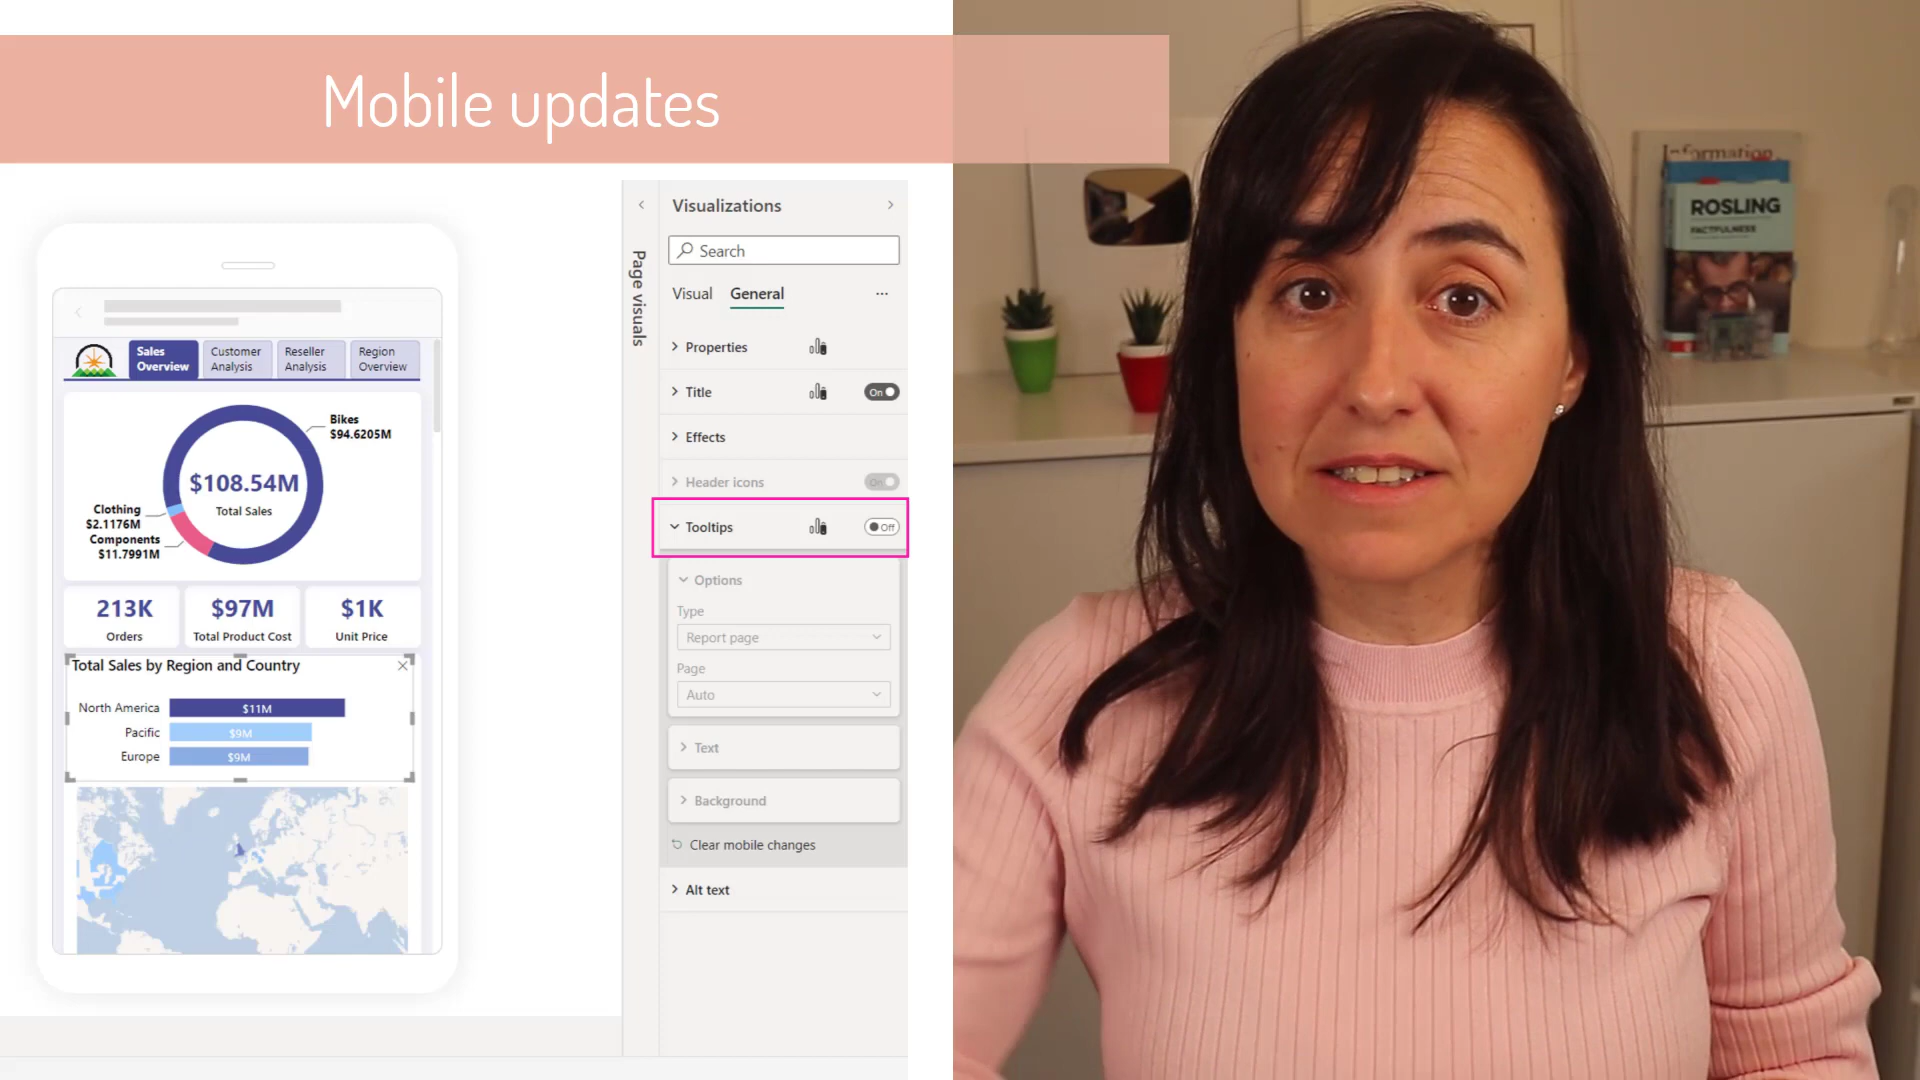 Mobile updates
Sales Overview
Customer Analysis
Reseller Analysis
Region Overview
Bikes
$94.6205M
$108.54M
Total Sales
Clothing
$2.1176M
Components
$11.7991M
213K
Orders
$97M
Total Product Cost
$1K
Unit Price
Total Sales by Region and Country
North America
$11M
Pacific
$9M
Europe
$9M
Page visuals
Visualizations
Search
Visual
General
Properties
Title
On
Effects
Header icons
On
Tooltips
Off
Options
Type
Report page
Page
Auto
Text
Background
Clear mobile changes
Alt text
Information
ROSLING
FACTFULNESS